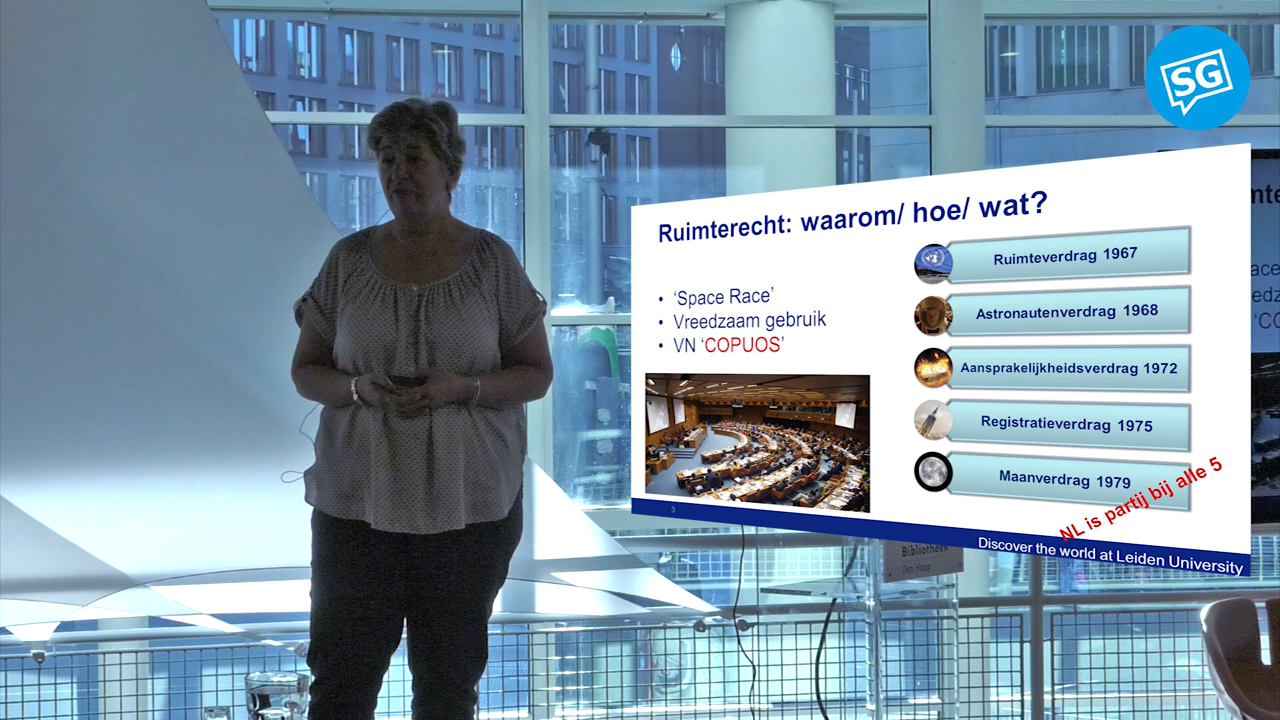 SG
Ruimterecht: waarom/ hoe/ wat?
• ‘Space Race’
• Vreedzaam gebruik
• VN ‘COPUOS’
Ruimteverdrag 1967
Astronautenverdrag 1968
Aansprakelijkheidsverdrag 1972
Registratieverdrag 1975
Maanverdrag 1979
NL is partij bij alle 5
3
Discover the world at Leiden University
Bibliotheek
Den Haag